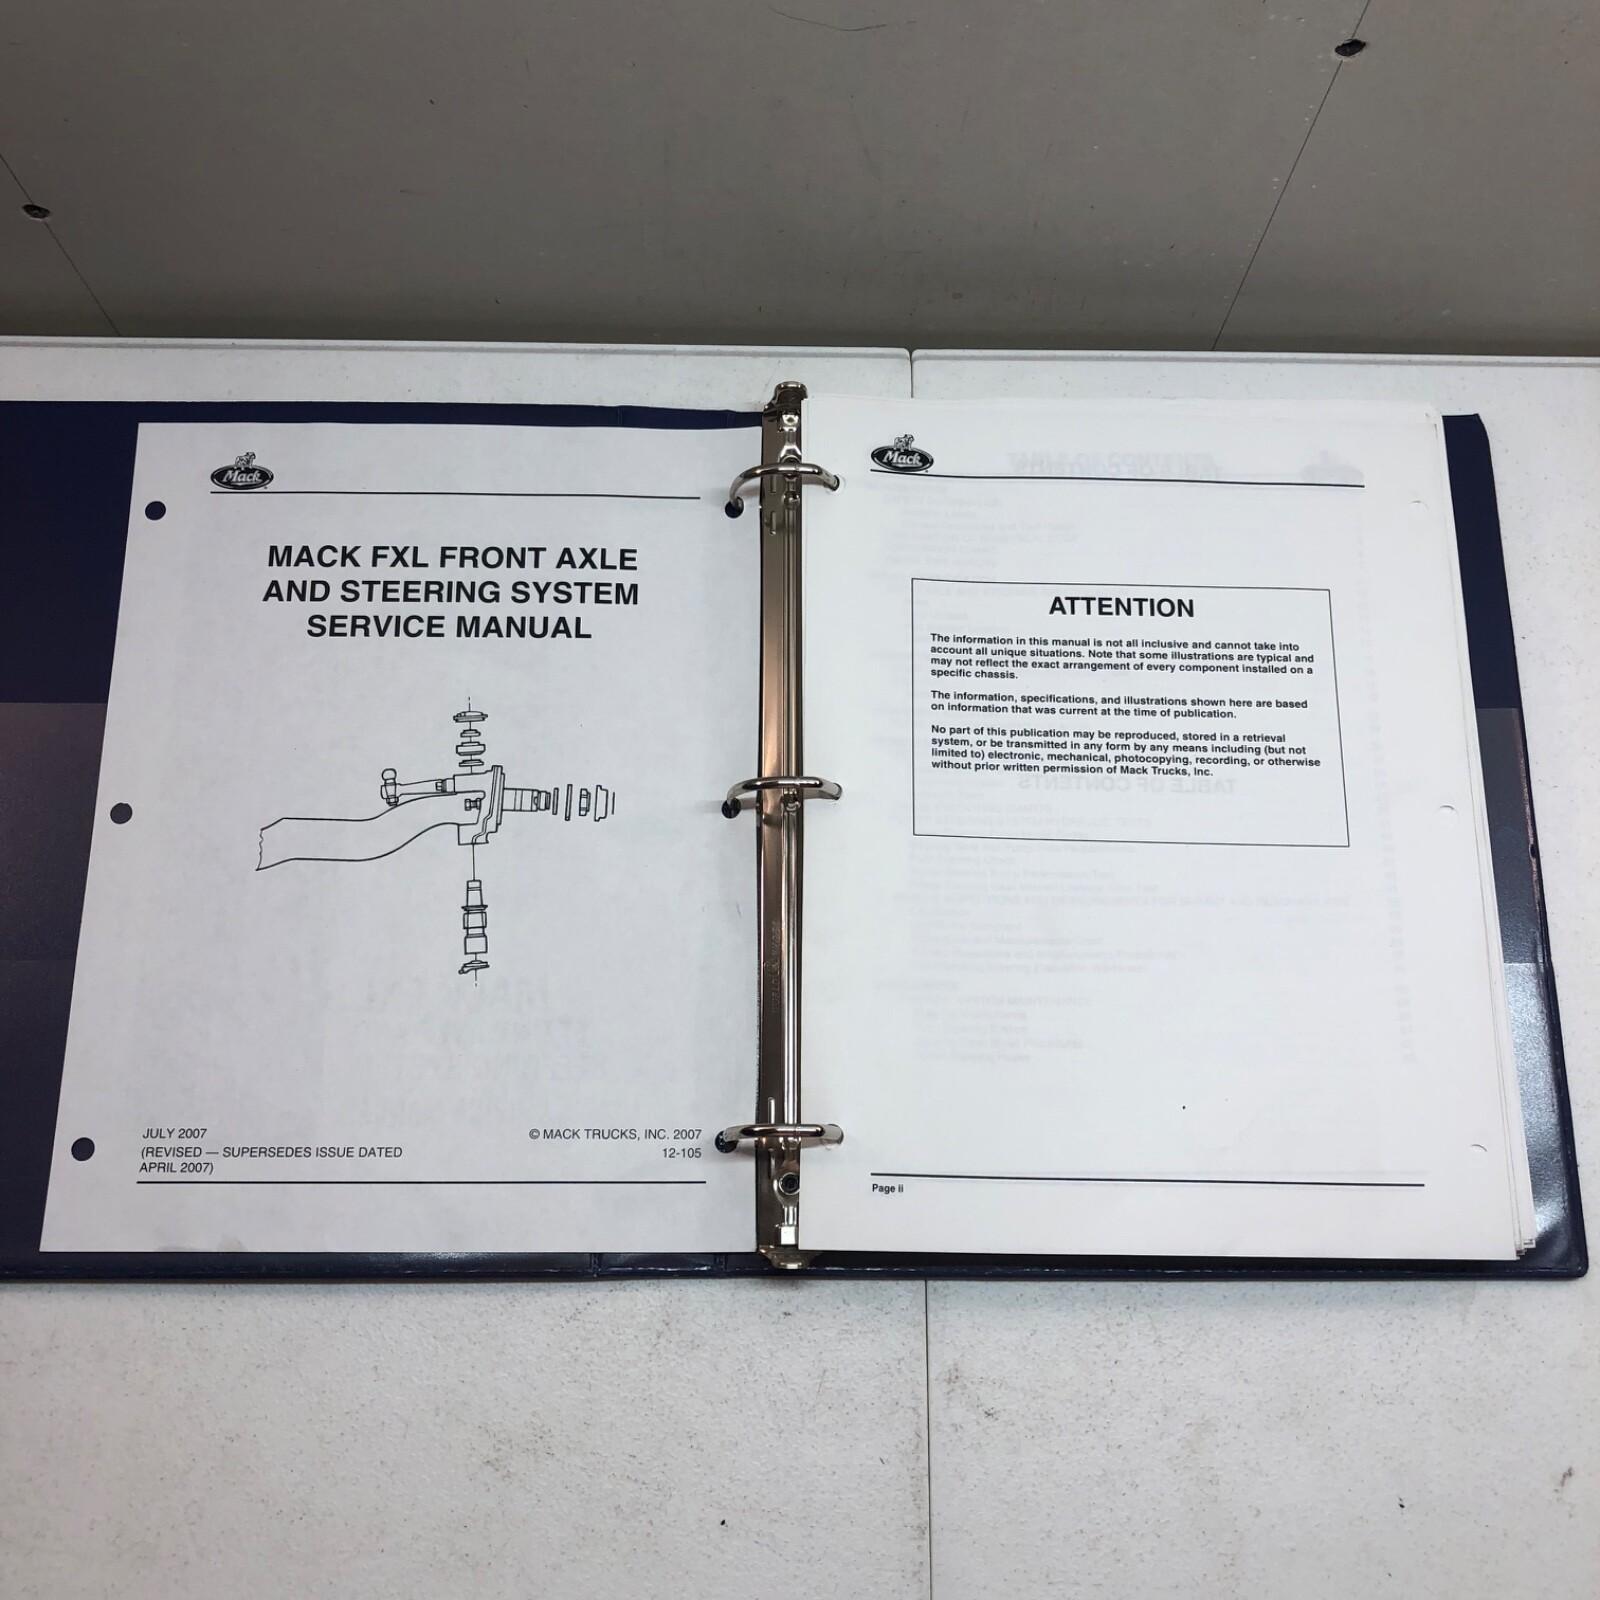 Mack
MACK FXL FRONT AXLE
AND STEERING SYSTEM
SERVICE MANUAL
JULY 2007
(REVISED — SUPERSEDES ISSUE DATED
APRIL 2007)
© MACK TRUCKS, INC. 2007
12-105
Mack
ATTENTION
The information in this manual is not all inclusive and cannot take into
account all unique situations. Note that some illustrations are typical and
may not reflect the exact arrangement of every component installed on a
specific chassis.
The information, specifications, and illustrations shown here are based
on information that was current at the time of publication.
No part of this publication may be reproduced, stored in a retrieval
system, or be transmitted in any form by any means including (but not
limited to) electronic, mechanical, photocopying, recording, or otherwise
without prior written permission of Mack Trucks, Inc.
TABLE OF CONTENTS
Page ii